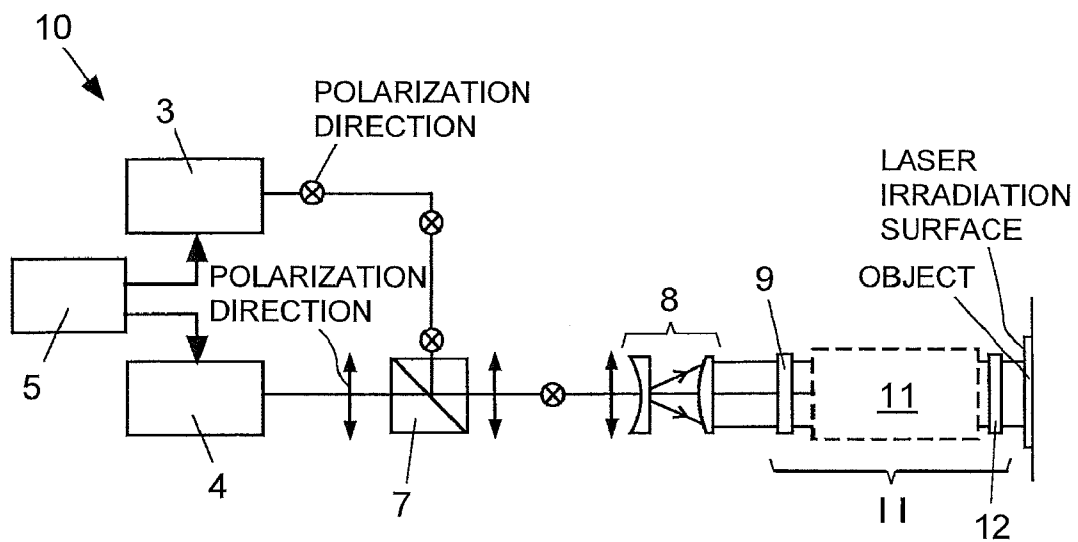 10
3
POLARIZATION
DIRECTION
LASER
IRRADIATION
SURFACE
OBJECT
POLARIZATION
DIRECTION
9
8
5
11
4
7
11
12